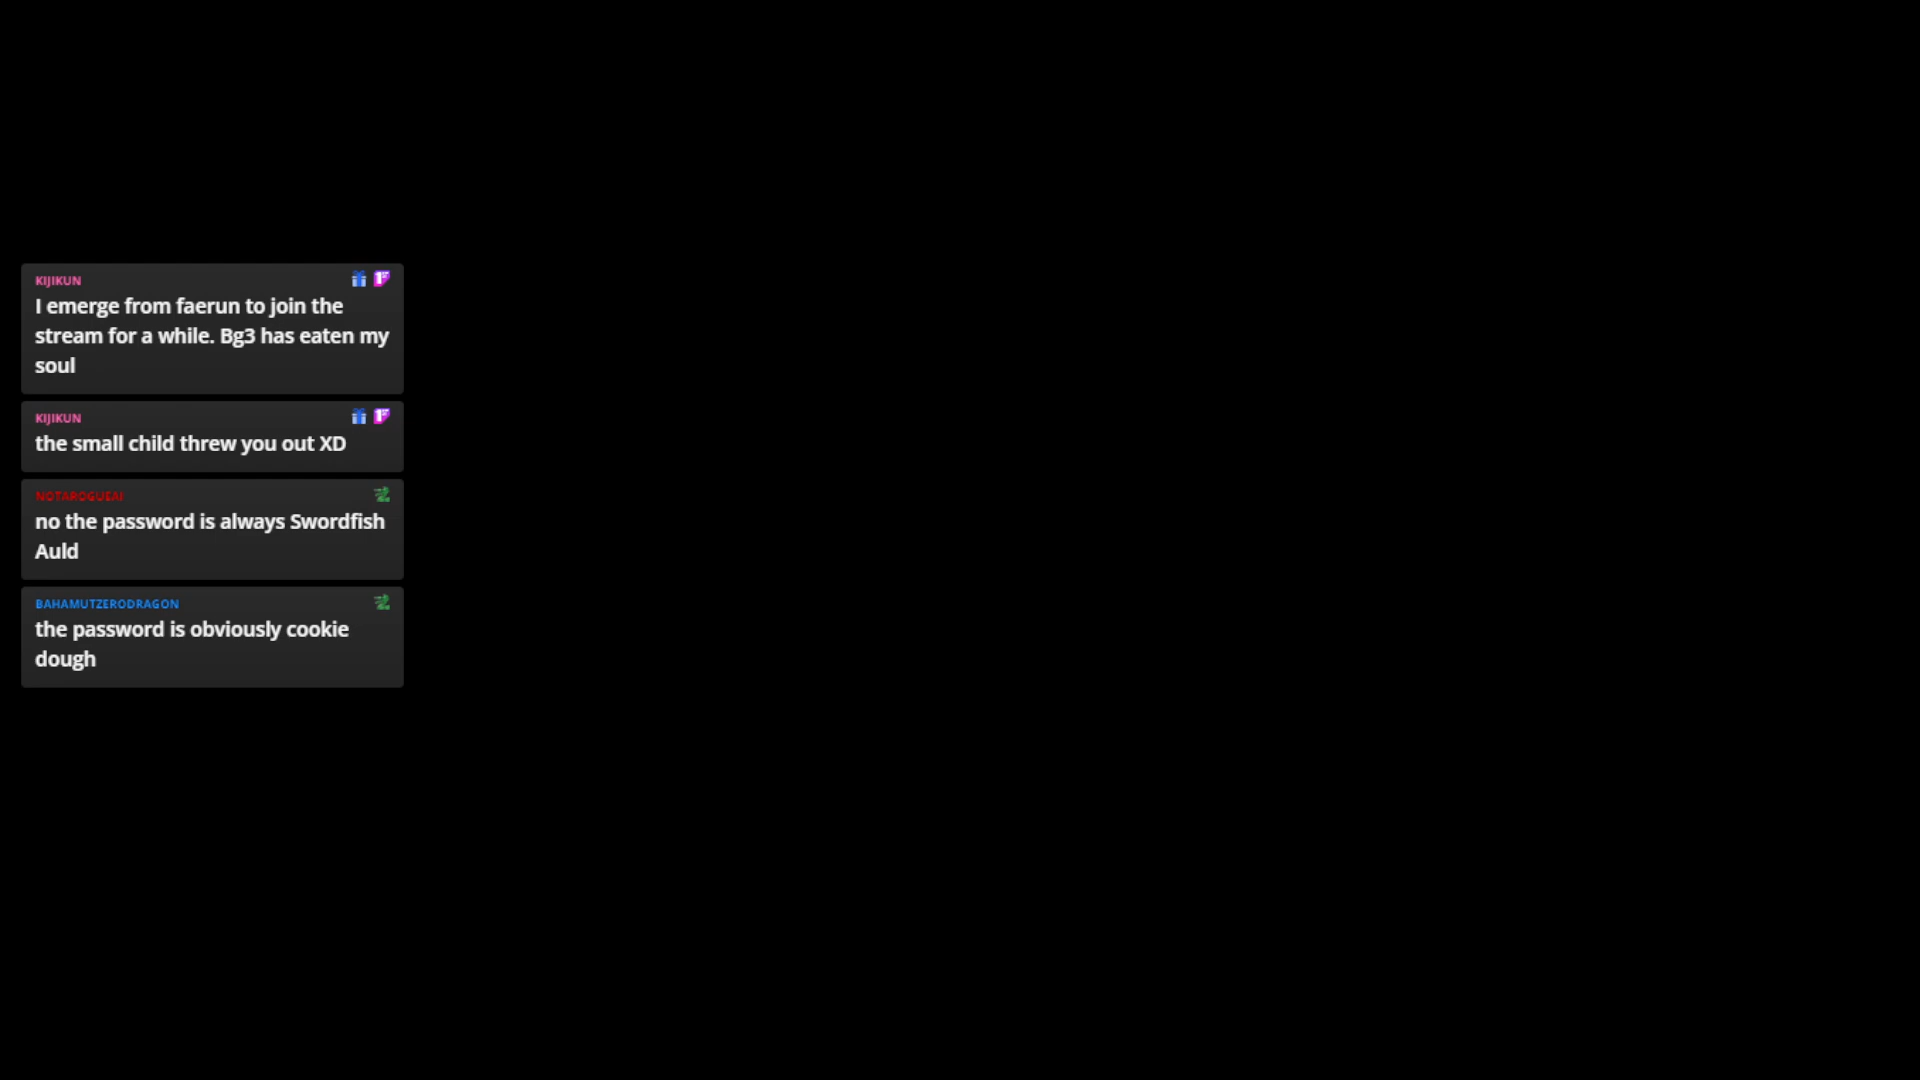 KIJIKUN
I emerge from faerun to join the
stream for a while. Bg3 has eaten my
soul
KIJIKUN
the small child threw you out XD
NOTAROGUEAI
no the password is always Swordfish
Auld
BAHAMUTZERODRAGON
the password is obviously cookie
dough